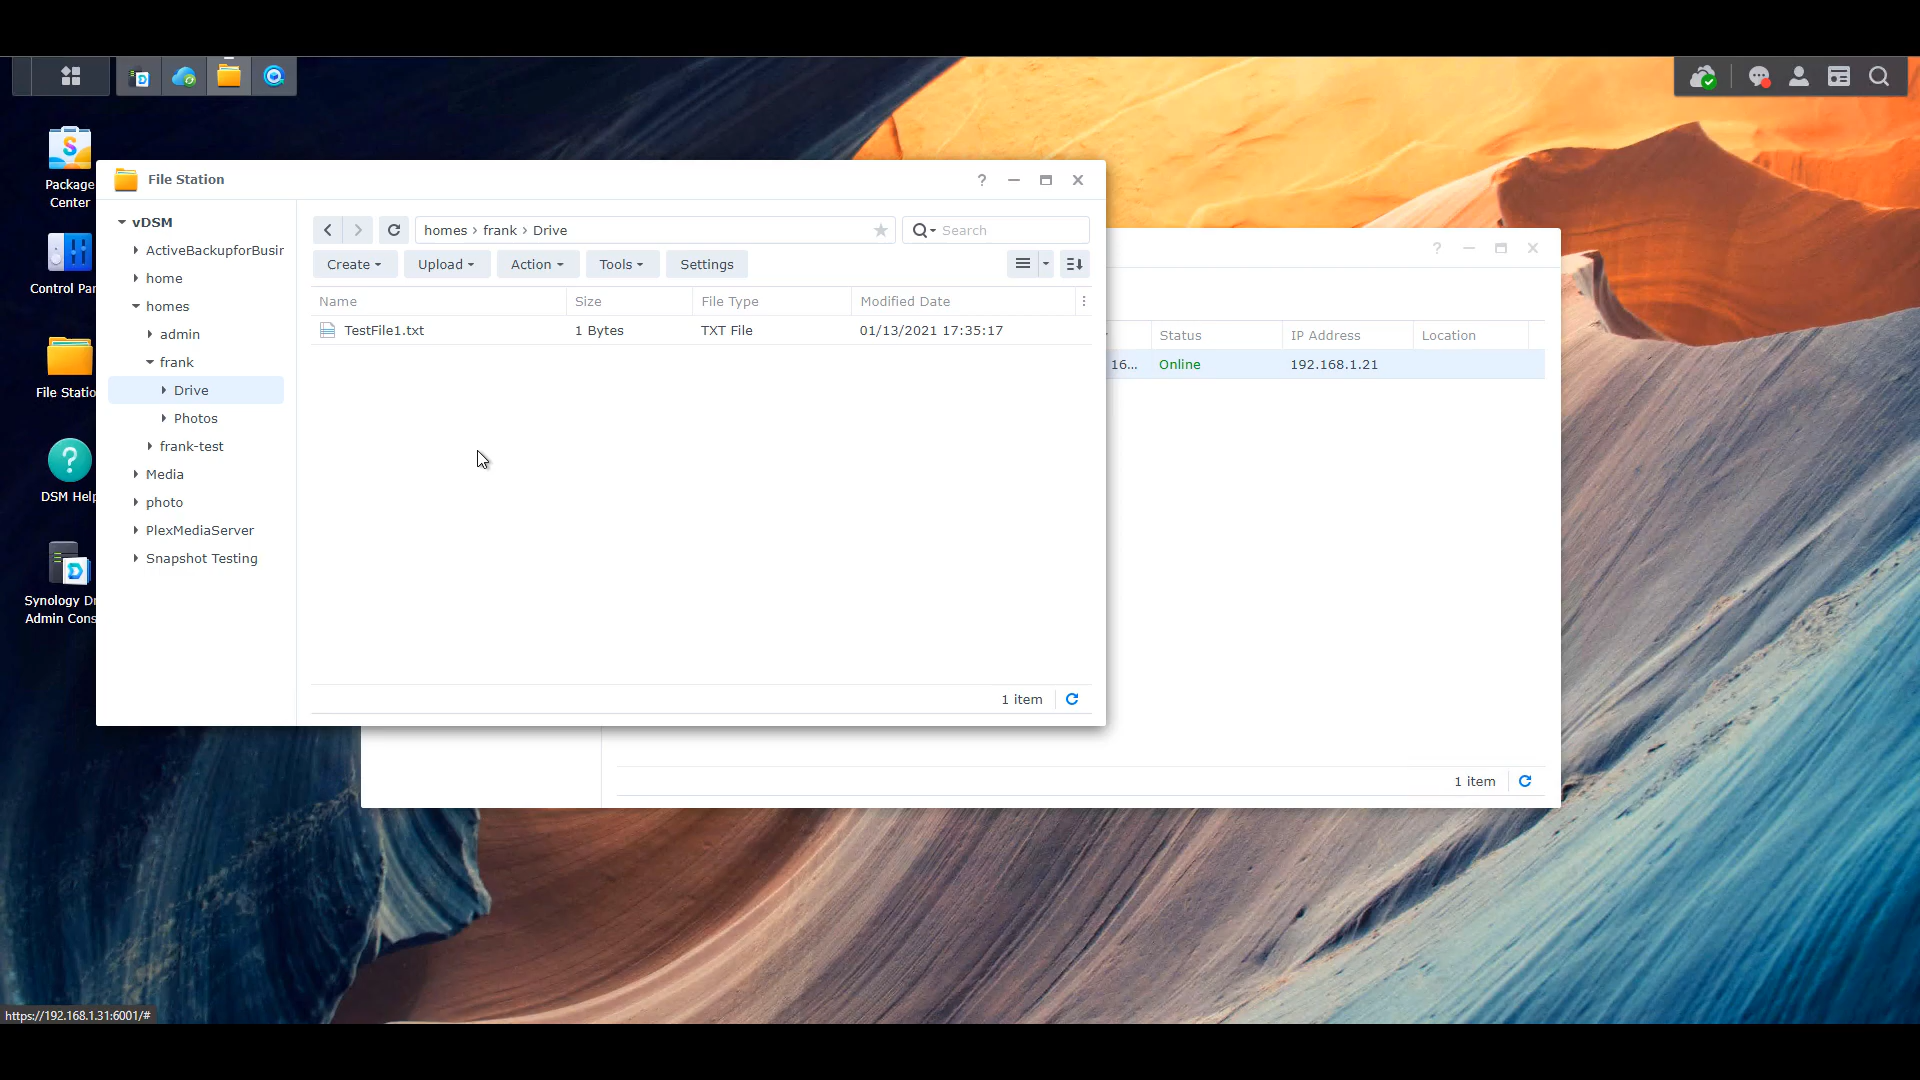 Package
Center
Control Par
File Statio
DSM Help
Synology Dr
Admin Cons
File Station
vDSM
ActiveBackupforBusir
home
homes
admin
frank
Drive
Photos
frank-test
Media
photo
PlexMediaServer
Snapshot Testing
homes › frank › Drive
Search
Create
Upload
Action
Tools
Settings
Name Size File Type Modified Date
TestFile1.txt 1 Bytes TXT File 01/13/2021 17:35:17
1 item
Status IP Address Location
16... Online 192.168.1.21
1 item
https://192.168.1.31:6001/#